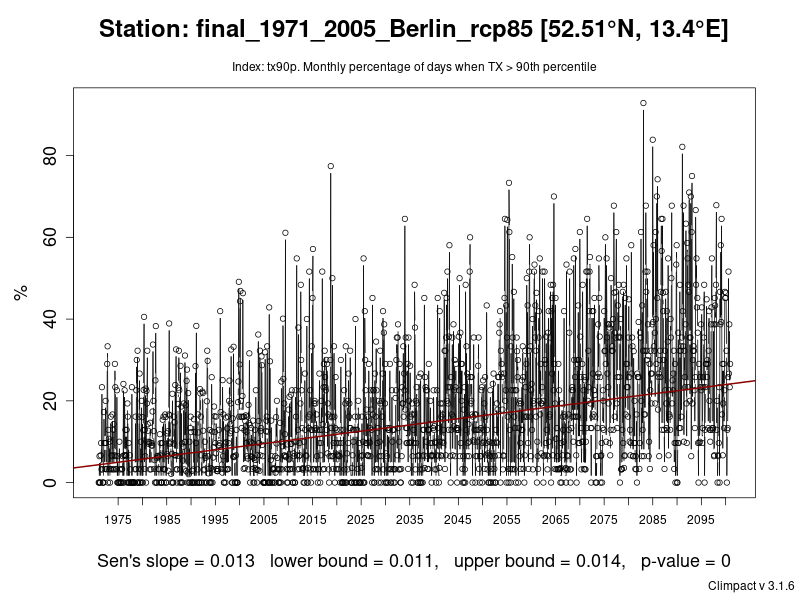 Station: final_1971_2005_Berlin_rcp85 [52.51°N, 13.4°E]
Index: tx90p. Monthly percentage of days when TX > 90th percentile
80
60
40
20
0
%
1975 1985 1995 2005 2015 2025 2035 2045 2055 2065 2075 2085 2095
Sen's slope = 0.013 lower bound = 0.011, upper bound = 0.014, p-value = 0
Climpact v 3.1.6